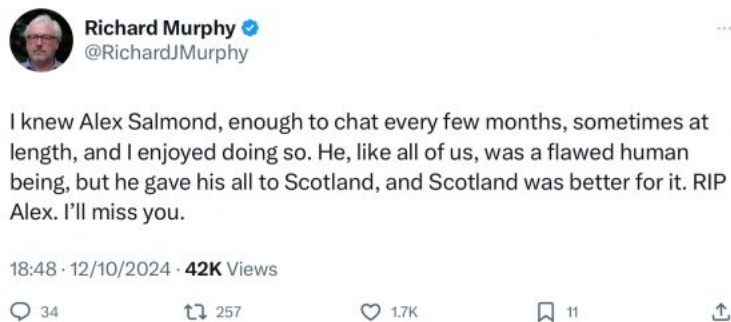 Richard Murphy
@RichardJMurphy
I knew Alex Salmond, enough to chat every few months, sometimes at
length, and I enjoyed doing so. He, like all of us, was a flawed human
being, but he gave his all to Scotland, and Scotland was better for it. RIP
Alex. I’ll miss you.
18:48 · 12/10/2024 · 42K Views
34 257 1.7K 11